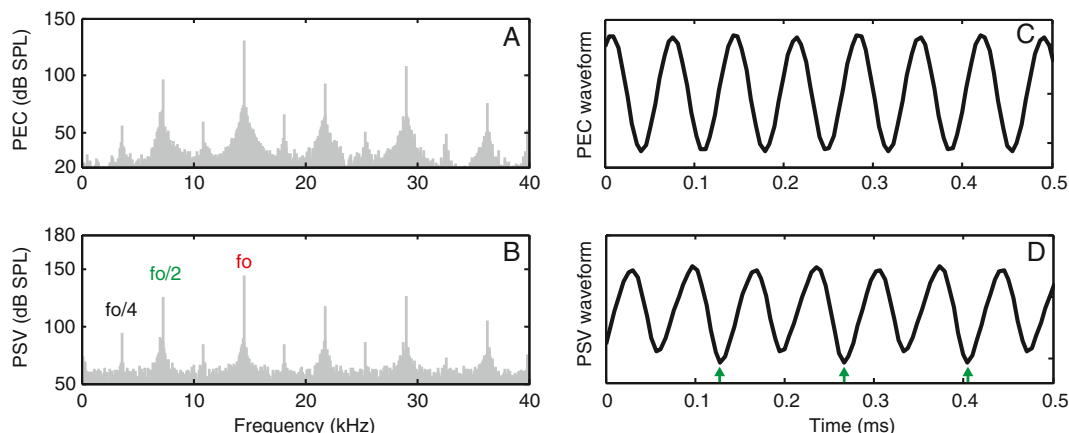 150
100
50
20
PEC (dB SPL)
A
0
10
20
30
40
PEC waveform
C
0
0.1
0.2
0.3
0.4
0.5
180
150
100
50
PSV (dB SPL)
B
fo/4
fo/2
fo
0
10
20
30
40
Frequency (kHz)
PSV waveform
D
0
0.1
0.2
0.3
0.4
0.5
Time (ms)